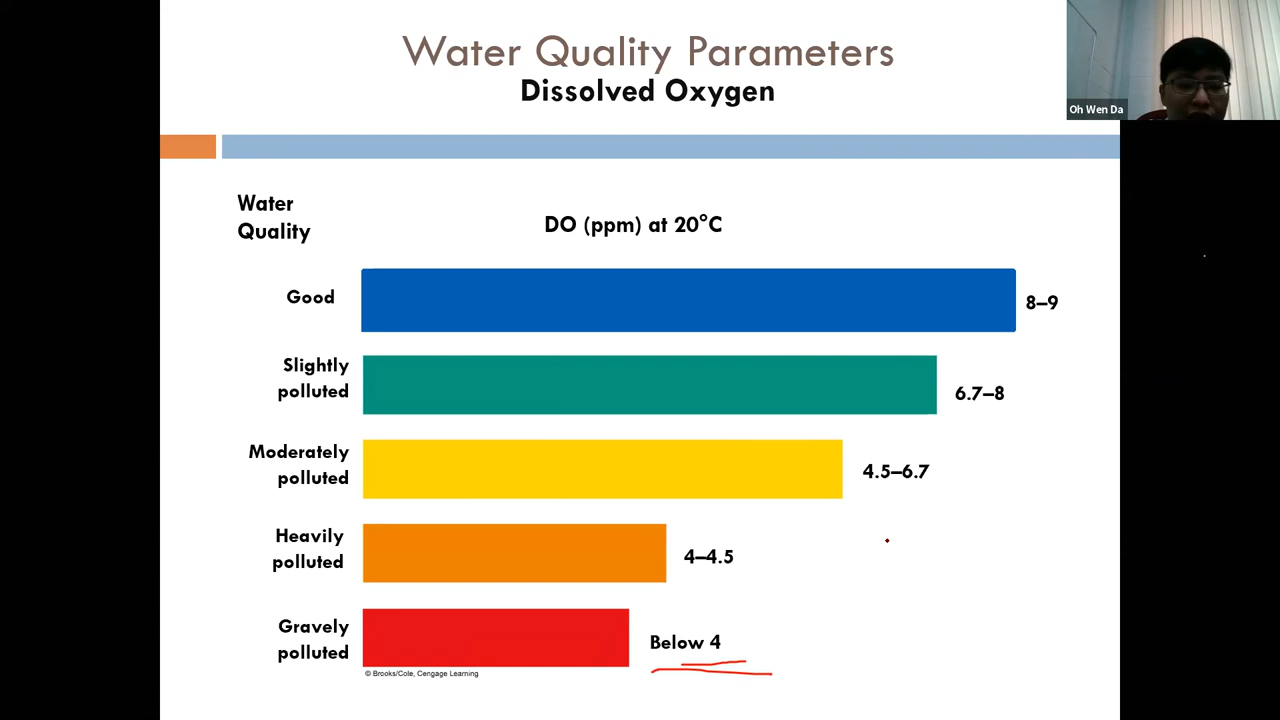 Water Quality Parameters
Dissolved Oxygen
Oh Wen Da
Water
Quality
DO (ppm) at 20°C
Good
8–9
Slightly
polluted
6.7–8
Moderately
polluted
4.5–6.7
Heavily
polluted
4–4.5
Gravely
polluted
Below 4
© Brooks/Cole, Cengage Learning